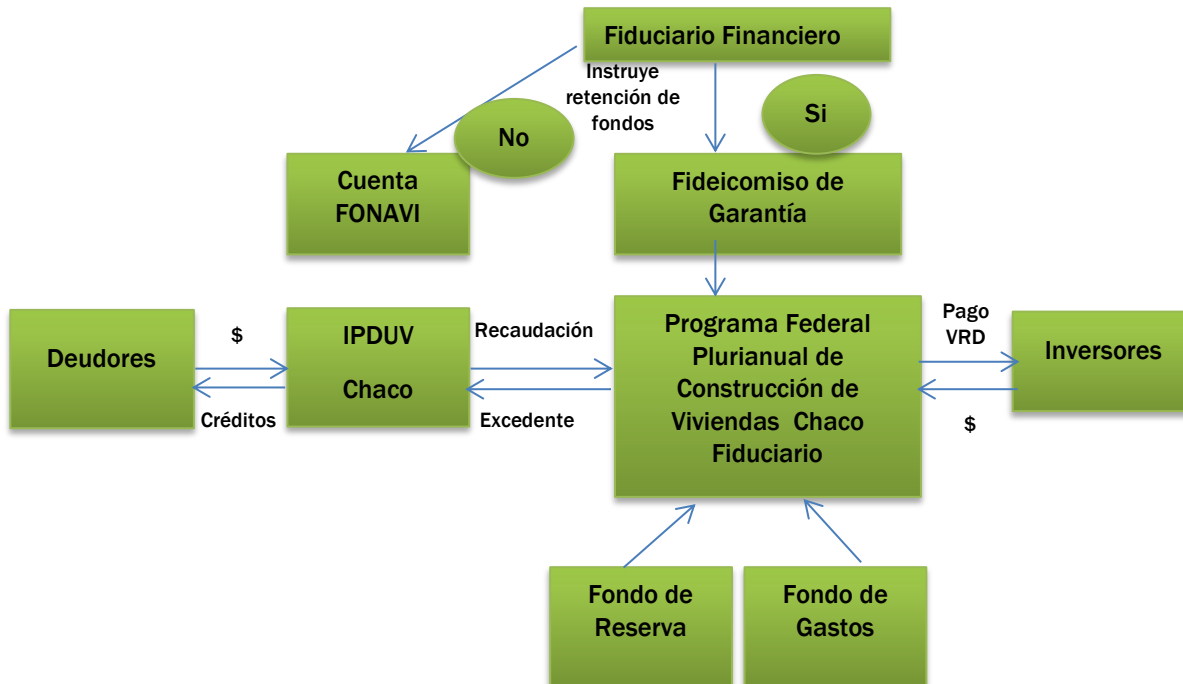 Fiduciario Financiero
Instruye
retención de
fondos
No
Si
Cuenta
FONAVI
Fideicomiso de
Garantía
Deudores
$
Créditos
IPDUV
Chaco
Recaudación
Excedente
Programa Federal
Plurianual de
Construcción de
Viviendas Chaco
Fiduciario
Pago
VRD
$
Inversores
Fondo de
Reserva
Fondo de
Gastos